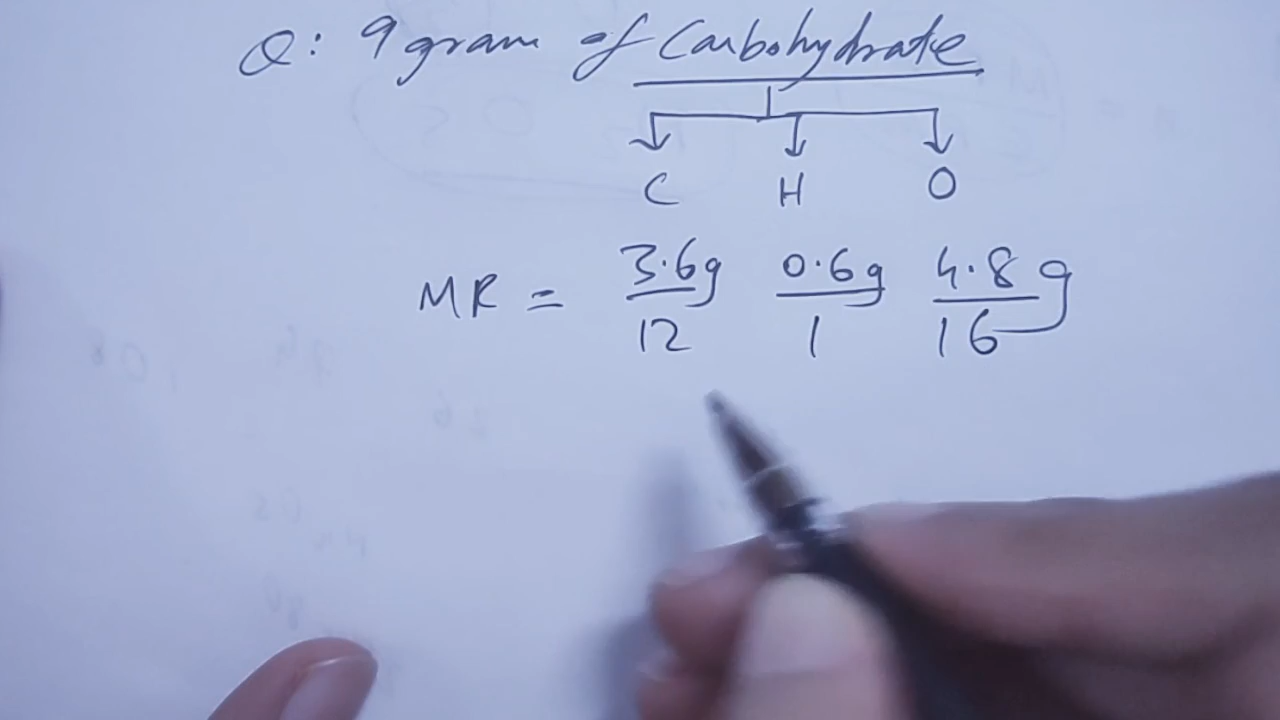 Q: 9 gram of Carbohydrate
C H O
MR = 3.6g/12 0.6g/1 4.8g/16